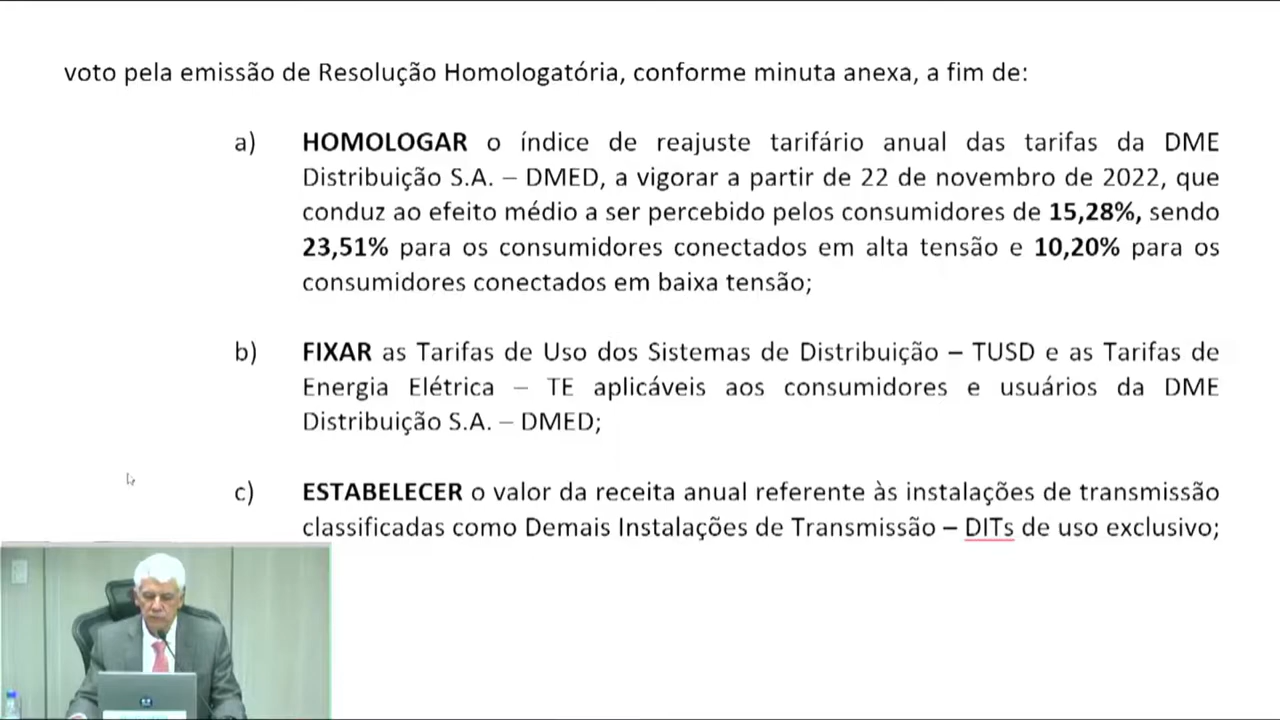 voto pela emissão de Resolução Homologatória, conforme minuta anexa, a fim de:
a) HOMOLOGAR o índice de reajuste tarifário anual das tarifas da DME
Distribuição S.A. – DMED, a vigorar a partir de 22 de novembro de 2022, que
conduz ao efeito médio a ser percebido pelos consumidores de 15,28%, sendo
23,51% para os consumidores conectados em alta tensão e 10,20% para os
consumidores conectados em baixa tensão;
b) FIXAR as Tarifas de Uso dos Sistemas de Distribuição – TUSD e as Tarifas de
Energia Elétrica – TE aplicáveis aos consumidores e usuários da DME
Distribuição S.A. – DMED;
c) ESTABELECER o valor da receita anual referente às instalações de transmissão
classificadas como Demais Instalações de Transmissão – DITs de uso exclusivo;